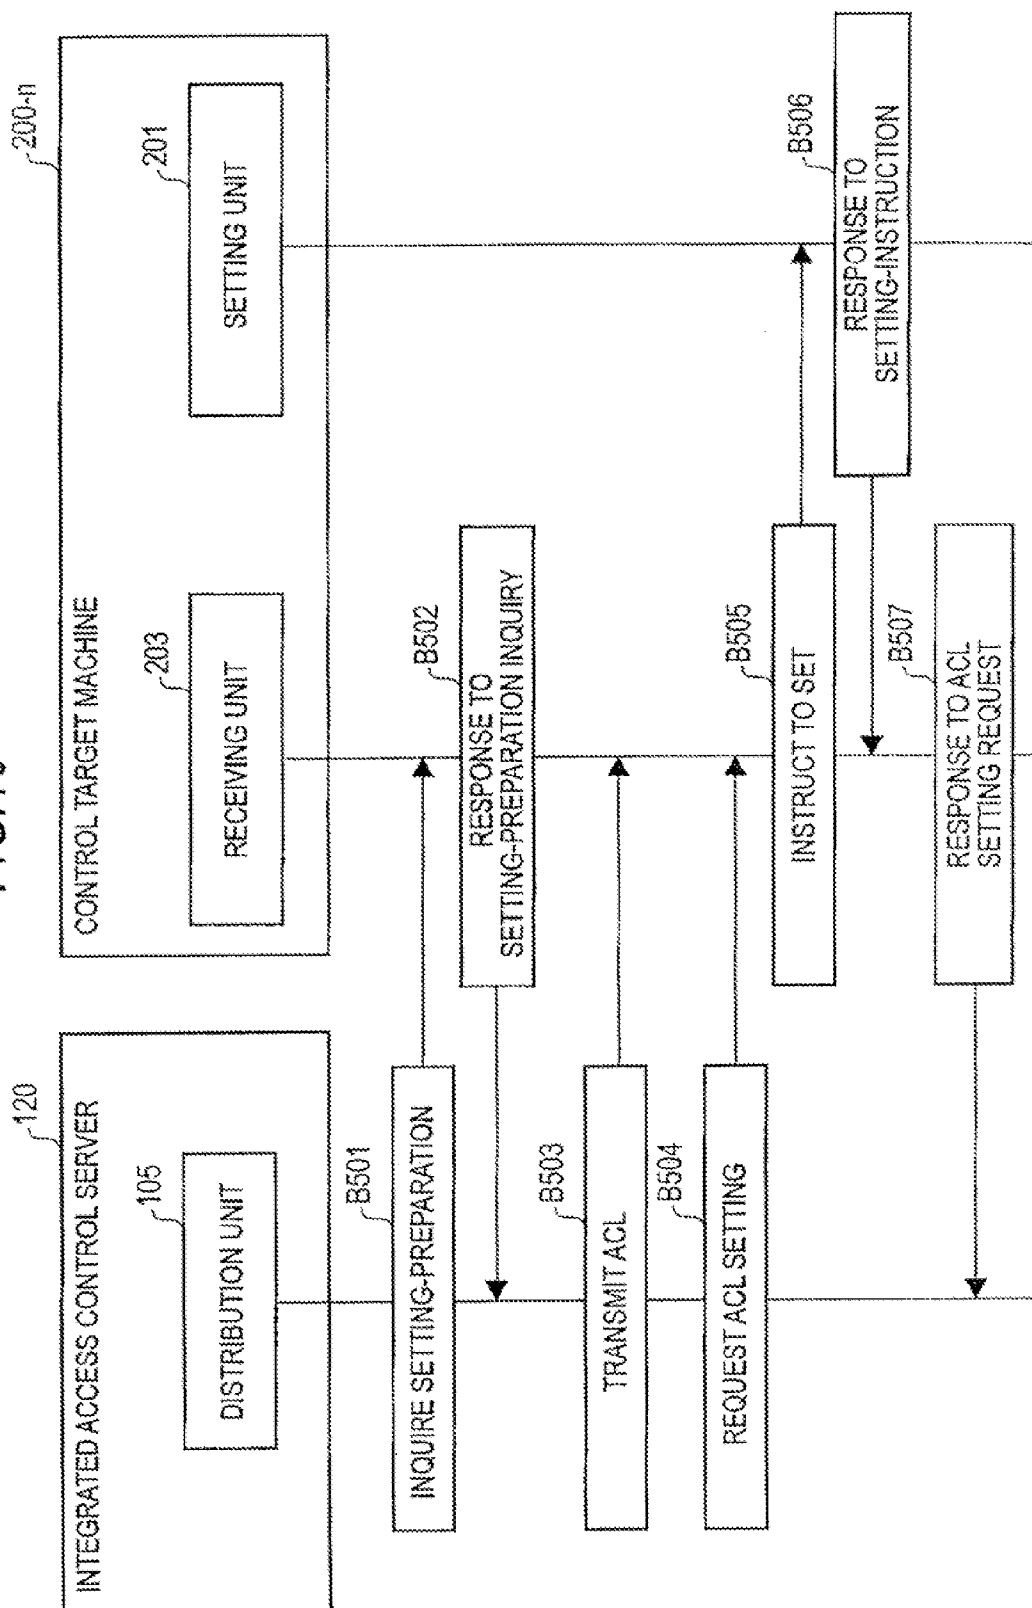 INTEGRATED ACCESS CONTROL SERVER
120
DISTRIBUTION UNIT
105
CONTROL TARGET MACHINE
200-n
RECEIVING UNIT
203
SETTING UNIT
201
INQUIRE SETTING-PREPARATION
B501
RESPONSE TO
SETTING-PREPARATION INQUIRY
B502
TRANSMIT ACL
B503
REQUEST ACL SETTING
B504
INSTRUCT TO SET
B505
RESPONSE TO
SETTING-INSTRUCTION
B506
RESPONSE TO ACL
SETTING REQUEST
B507